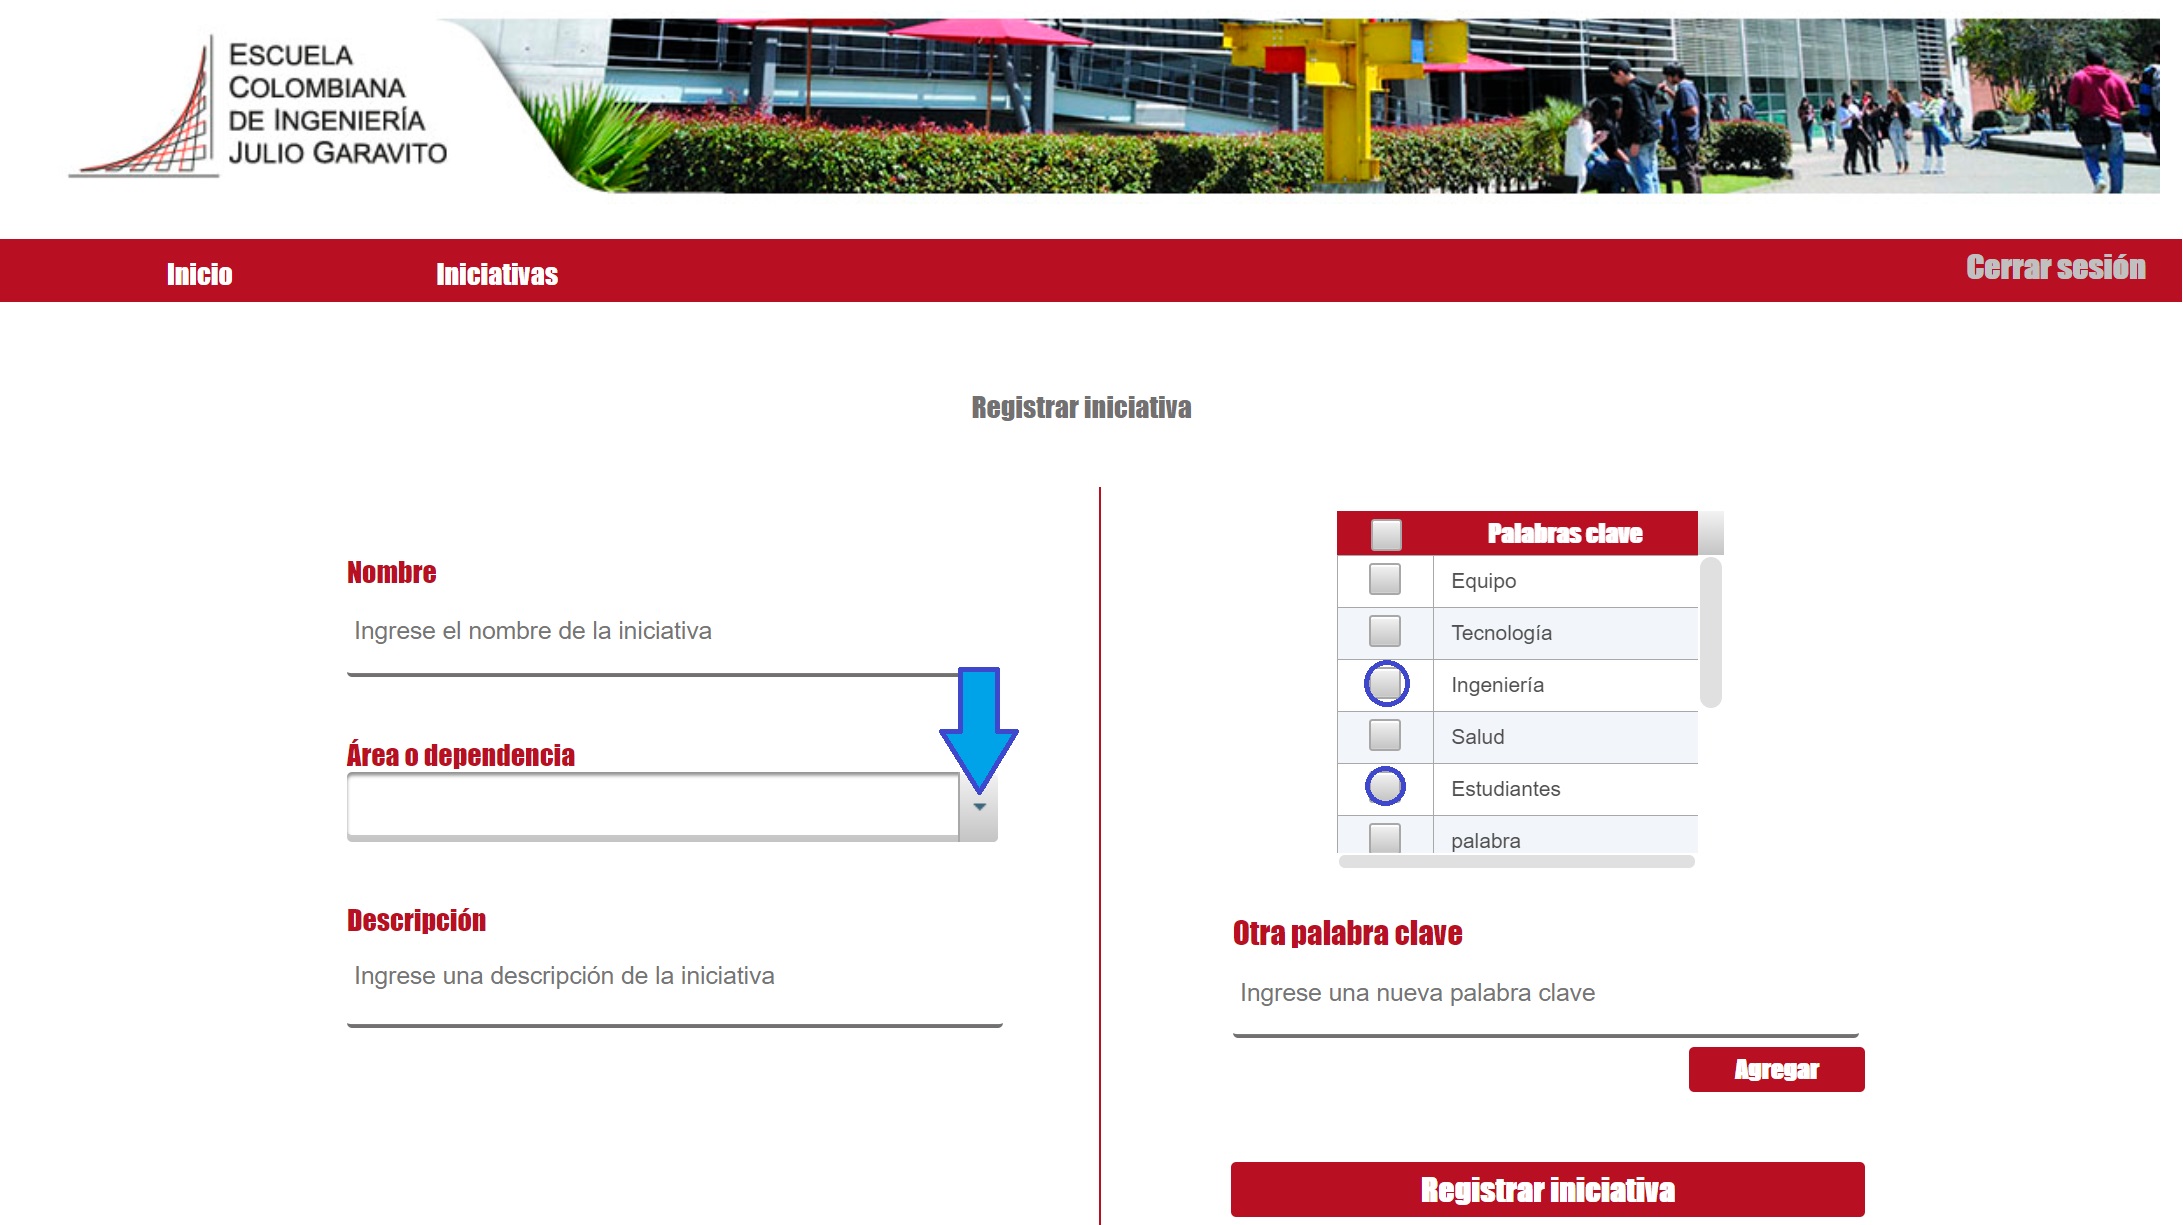 ESCUELA
COLOMBIANA
DE INGENIERÍA
JULIO GARAVITO
Inicio
Iniciativas
Cerrar sesión
Registrar iniciativa
Nombre
Ingrese el nombre de la iniciativa
Área o dependencia
Descripción
Ingrese una descripción de la iniciativa
Palabras clave
Equipo
Tecnología
Ingeniería
Salud
Estudiantes
palabra
Otra palabra clave
Ingrese una nueva palabra clave
Agregar
Registrar iniciativa